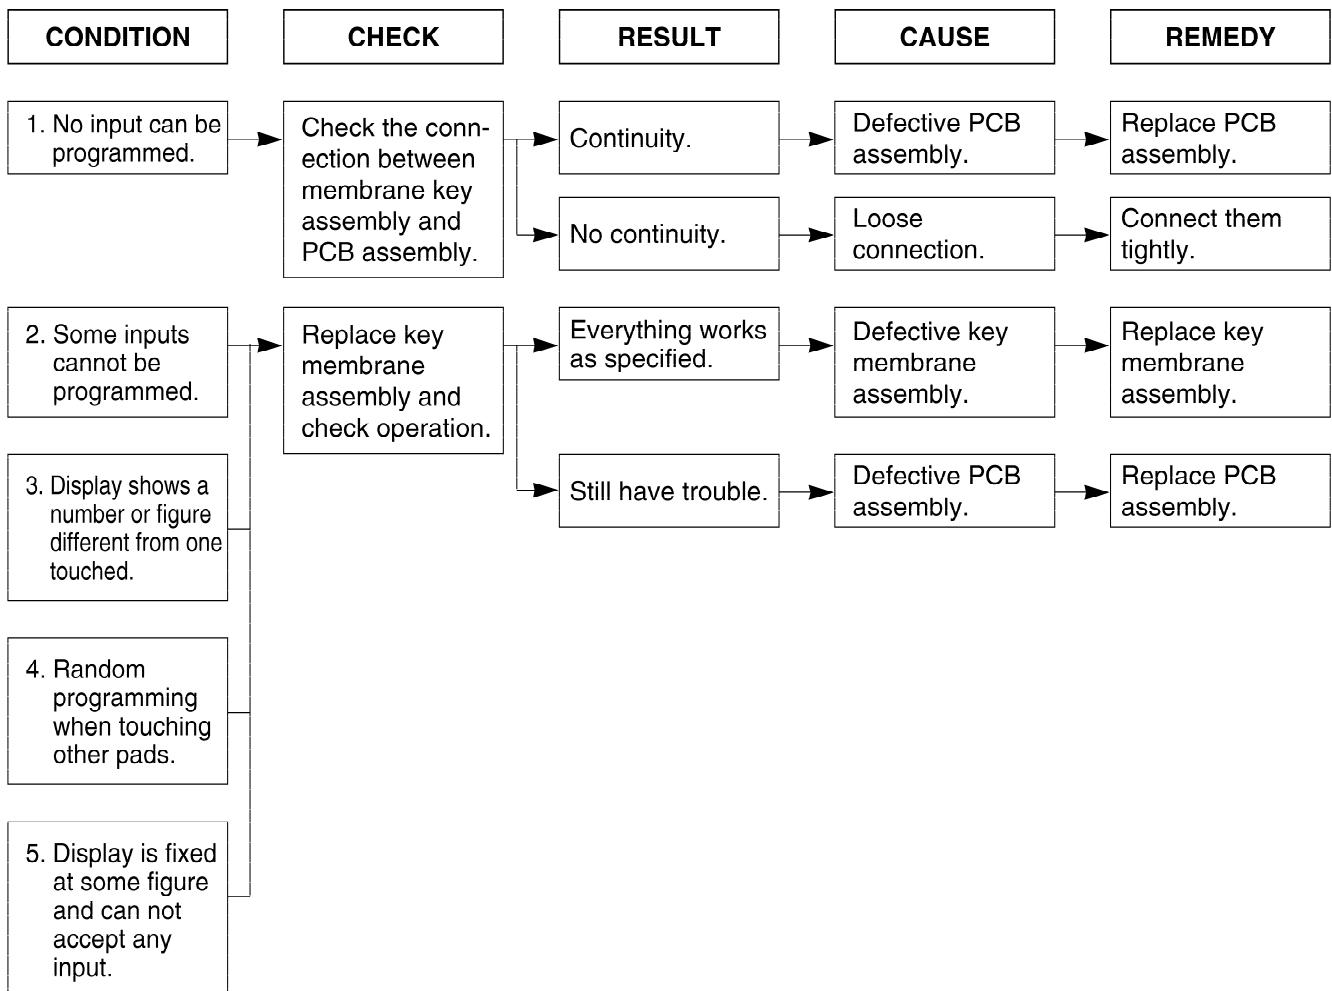 CONDITION
CHECK
RESULT
CAUSE
REMEDY
1. No input can be
programmed.
Check the conn-
ection between
membrane key
assembly and
PCB assembly.
Continuity.
Defective PCB
assembly.
Replace PCB
assembly.
No continuity.
Loose
connection.
Connect them
tightly.
2. Some inputs
cannot be
programmed.
Replace key
membrane
assembly and
check operation.
Everything works
as specified.
Defective key
membrane
assembly.
Replace key
membrane
assembly.
Still have trouble.
Defective PCB
assembly.
Replace PCB
assembly.
3. Display shows a
number or figure
different from one
touched.
4. Random
programming
when touching
other pads.
5. Display is fixed
at some figure
and can not
accept any
input.